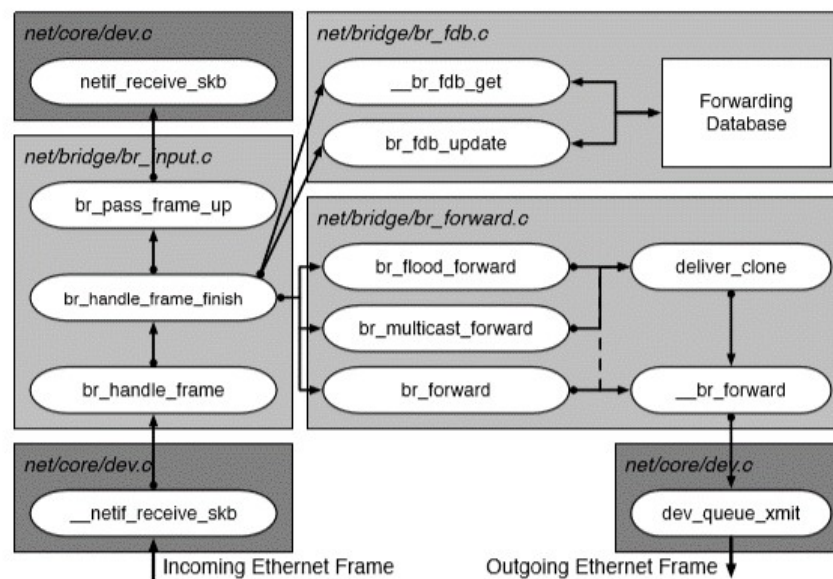 net/core/dev.c
netif_receive_skb
net/bridge/br_input.c
br_pass_frame_up
br_handle_frame_finish
br_handle_frame
net/core/dev.c
__netif_receive_skb
Incoming Ethernet Frame
net/bridge/br_fdb.c
__br_fdb_get
br_fdb_update
Forwarding
Database
net/bridge/br_forward.c
br_flood_forward
deliver_clone
br_multicast_forward
br_forward
__br_forward
net/core/dev.c
dev_queue_xmit
Outgoing Ethernet Frame